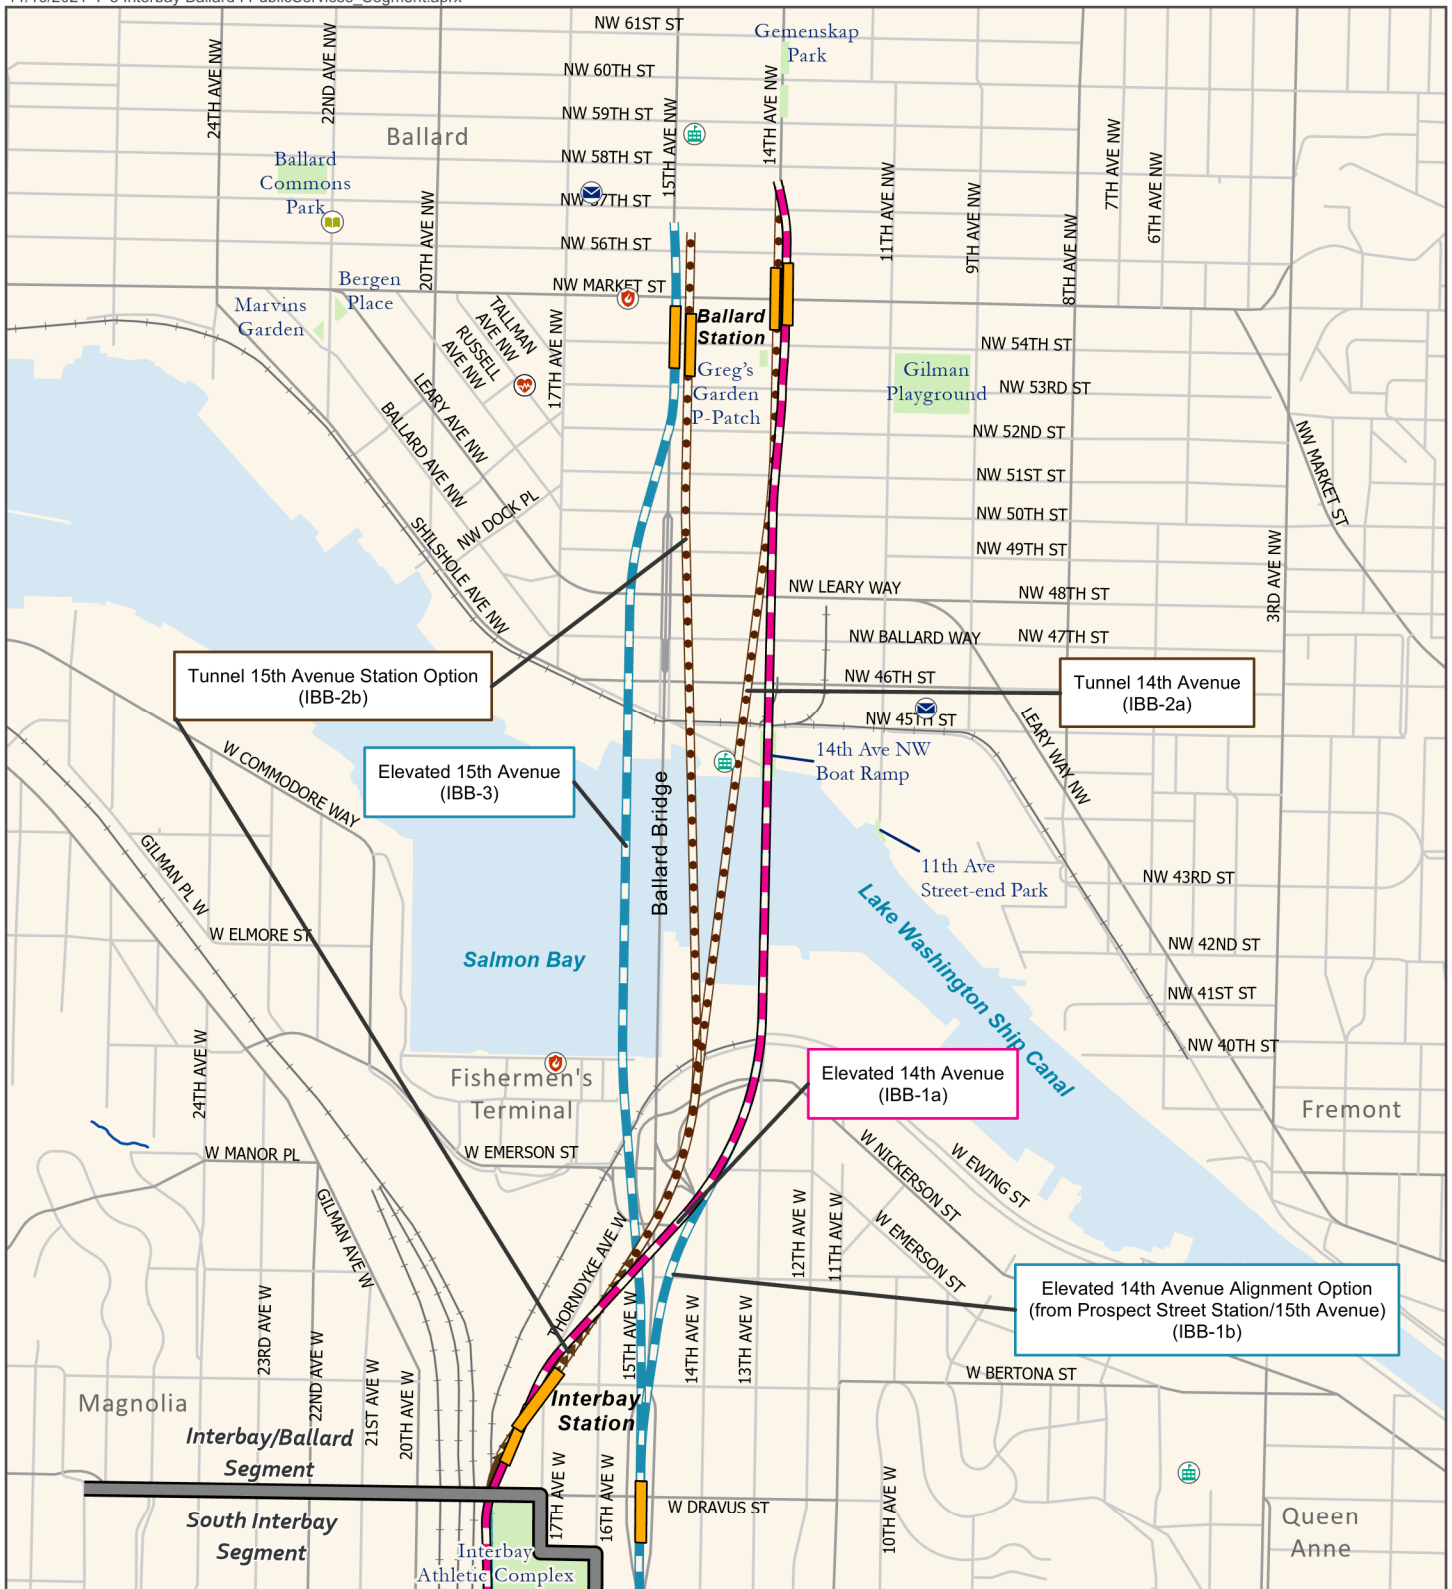 NW 61ST ST
Gemenskap
Park
NW 60TH ST
24TH AVE NW
22ND AVE NW
NW 59TH ST
15TH AVE NW
14TH AVE NW
Ballard
NW 58TH ST
7TH AVE NW
6TH AVE NW
Ballard
Commons
Park
NW 57TH ST
11TH AVE NW
9TH AVE NW
20TH AVE NW
8TH AVE NW
NW 56TH ST
Bergen
Place
NW MARKET ST
Marvins
Garden
TALLMAN
AVE NW
RUSSELL
AVE NW
17TH AVE NW
Ballard
Station
NW 54TH ST
Greg's
Garden
P-Patch
Gilman
Playground
NW 53RD ST
LEARY AVE NW
BALLARD AVE NW
NW 52ND ST
NW MARKET ST
NW 51ST ST
NW DOCK PL
NW 50TH ST
SHILSHOLE AVE NW
NW 49TH ST
3RD AVE NW
NW LEARY WAY
NW 48TH ST
NW BALLARD WAY
NW 47TH ST
Tunnel 15th Avenue Station Option
(IBB-2b)
NW 46TH ST
Tunnel 14th Avenue
(IBB-2a)
NW 45TH ST
LEARY WAY NW
W COMMODORE WAY
14th Ave NW
Boat Ramp
Elevated 15th Avenue
(IBB-3)
Ballard Bridge
GILMAN PL W
11th Ave
Street-end Park
NW 43RD ST
W ELMORE ST
Salmon Bay
Lake Washington Ship Canal
NW 42ND ST
NW 41ST ST
NW 40TH ST
24TH AVE W
Fishermen's
Terminal
Elevated 14th Avenue
(IBB-1a)
Fremont
W MANOR PL
W EMERSON ST
W NICKERSON ST
W EWING ST
GILMAN AVE W
THORNDYKE AVE W
12TH AVE W
11TH AVE W
W EMERSON ST
Elevated 14th Avenue Alignment Option
(from Prospect Street Station/15th Avenue)
(IBB-1b)
23RD AVE W
22ND AVE W
21ST AVE W
20TH AVE W
15TH AVE W
14TH AVE W
13TH AVE W
W BERTONA ST
Magnolia
Interbay
Station
Interbay/Ballard
Segment
17TH AVE W
16TH AVE W
10TH AVE W
W DRAVUS ST
South Interbay
Segment
Queen
Anne
Interbay
Athletic Complex